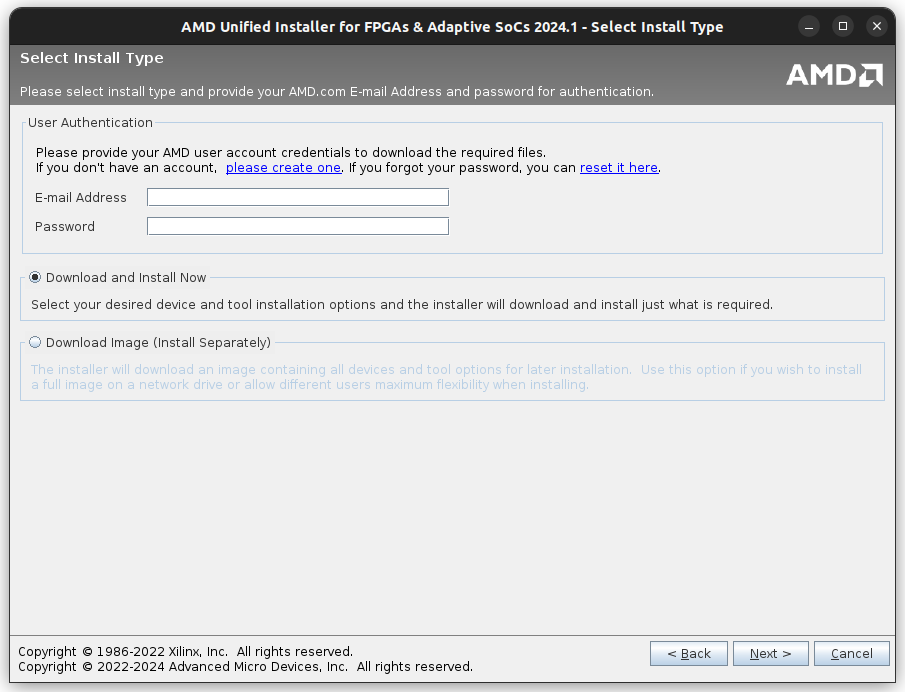 AMD Unified Installer for FPGAs & Adaptive SoCs 2024.1 - Select Install Type
Select Install Type
AMD
Please select install type and provide your AMD.com E-mail Address and password for authentication.
User Authentication
Please provide your AMD user account credentials to download the required files.
If you don't have an account,  please create one. If you forgot your password, you can reset it here.
E-mail Address
Password
Download and Install Now
Select your desired device and tool installation options and the installer will download and install just what is required.
Download Image (Install Separately)
The installer will download an image containing all devices and tool options for later installation.  Use this option if you wish to install
a full image on a network drive or allow different users maximum flexibility when installing.
Copyright © 1986-2022 Xilinx, Inc.  All rights reserved.
Copyright © 2022-2024 Advanced Micro Devices, Inc.  All rights reserved.
< Back
Next >
Cancel